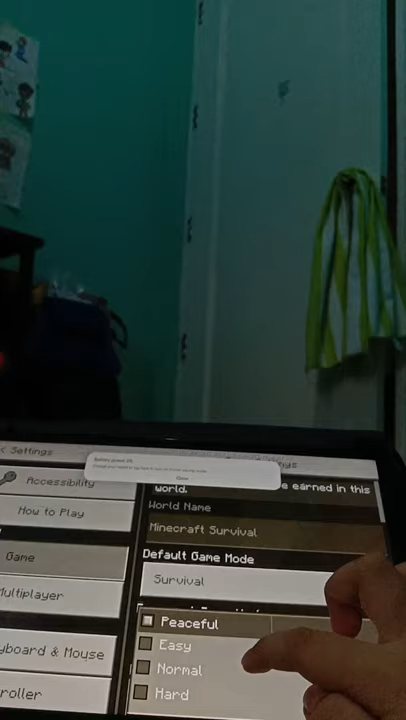 < Settings
Accessibility
How to Play
Game
Multiplayer
yboard & Mouse
roller
e earned in this
world.
World Name
Minecraft Survival
Default Game Mode
Survival
Peaceful
Easy
Normal
Hard